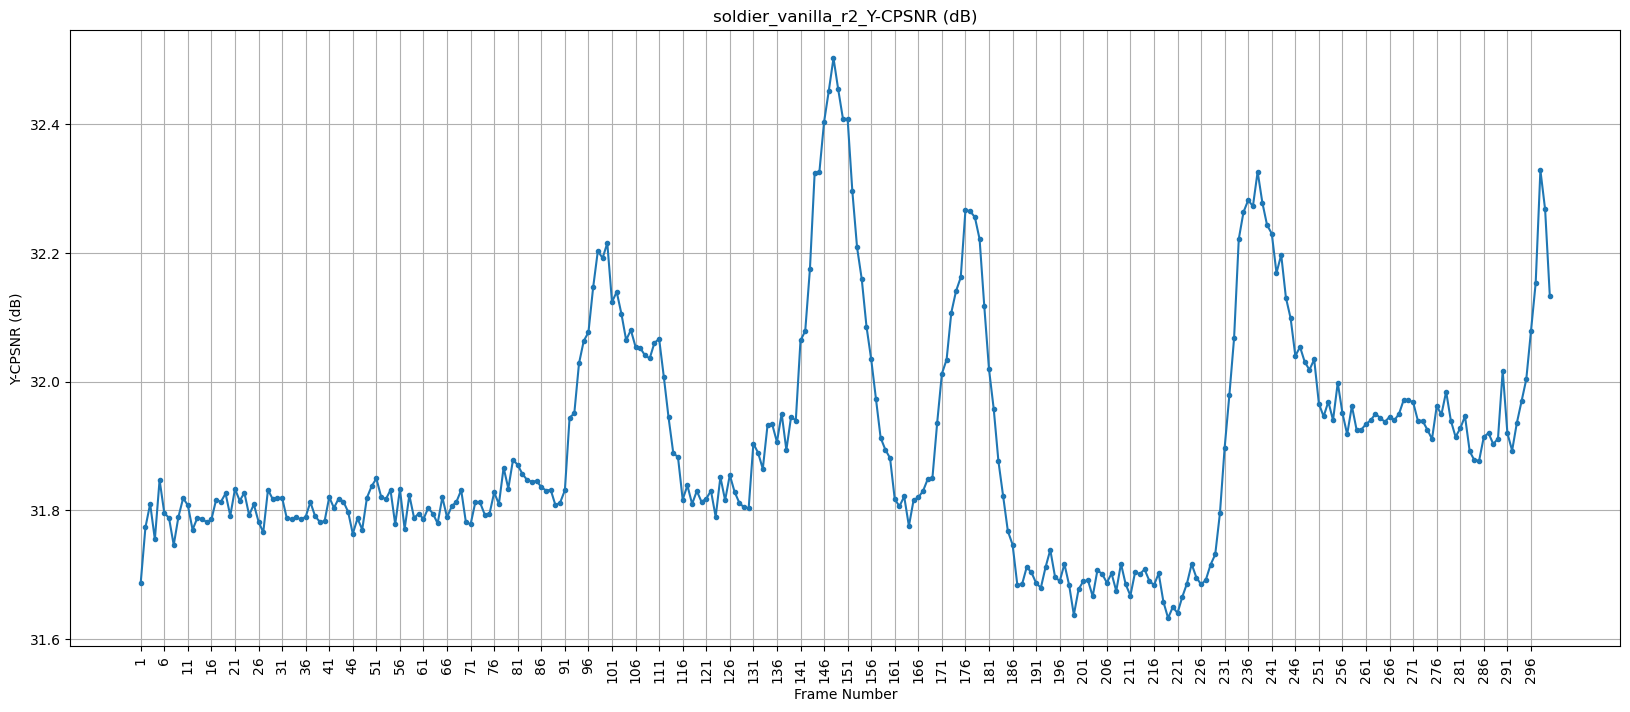 soldier_vanilla_r2_Y-CPSNR (dB)
Y-CPSNR (dB)
32.4
32.2
32.0
31.8
31.6
1 6 11 16 21 26 31 36 41 46 51 56 61 66 71 76 81 86 91 96 101 106 111 116 121 126 131 136 141 146 151 156 161 166 171 176 181 186 191 196 201 206 211 216 221 226 231 236 241 246 251 256 261 266 271 276 281 286 291 296
Frame Number